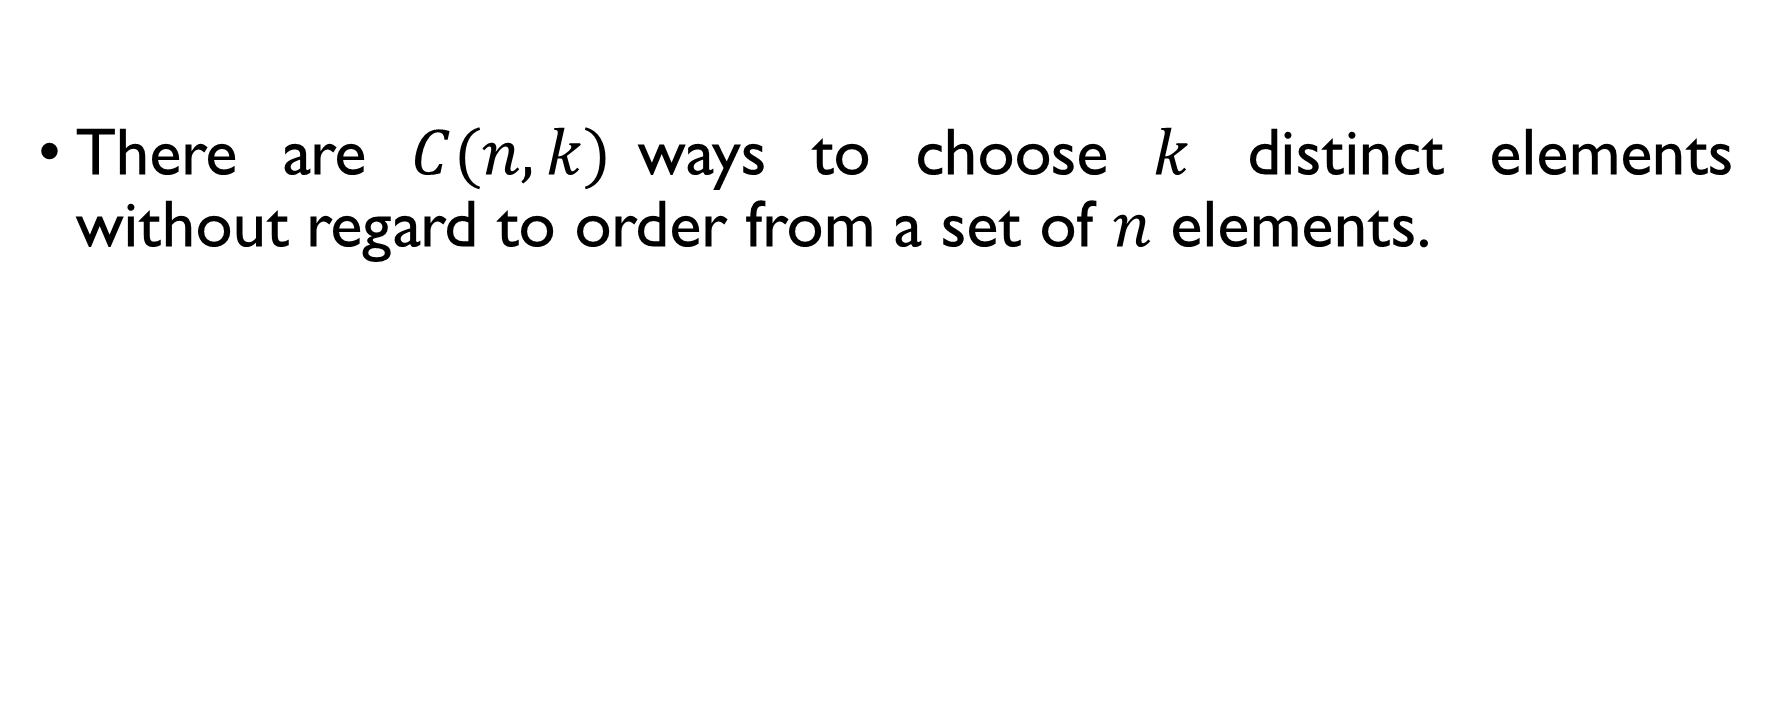 • There are C(n, k) ways to choose k distinct elements
without regard to order from a set of n elements.